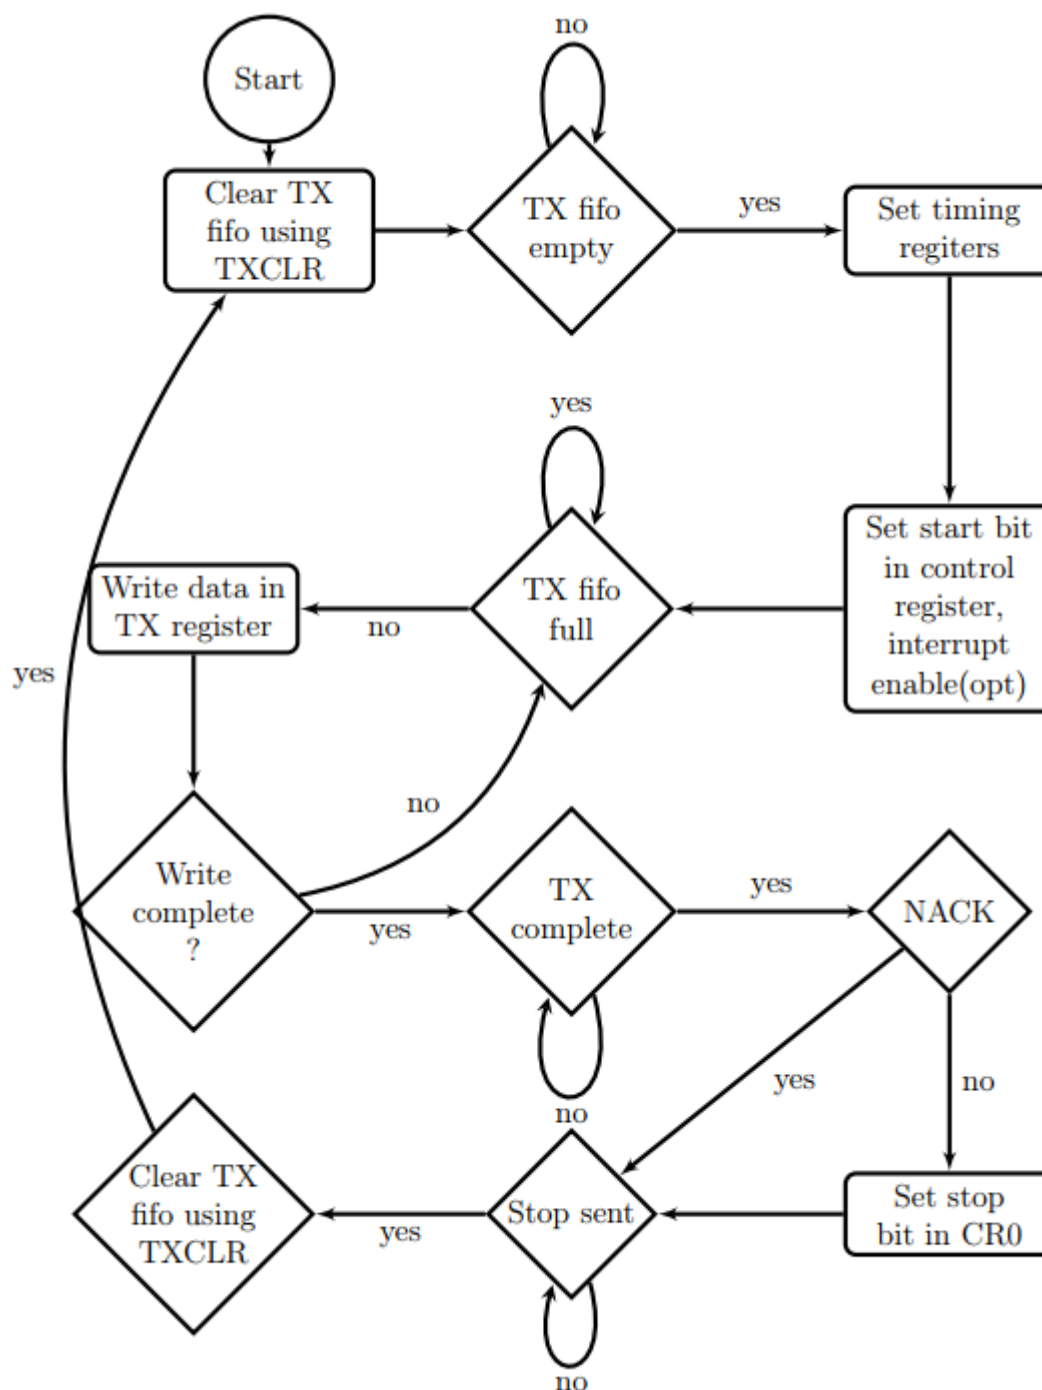 no
Start
Clear TX
fifo using
TXCLR
TX fifo
empty
yes
Set timing
regiters
yes
Write data in
TX register
no
TX fifo
full
Set start bit
in control
register,
interrupt
enable(opt)
yes
no
Write
complete
?
yes
TX
complete
yes
NACK
no
yes
no
Clear TX
fifo using
TXCLR
yes
Stop sent
Set stop
bit in CR0
no